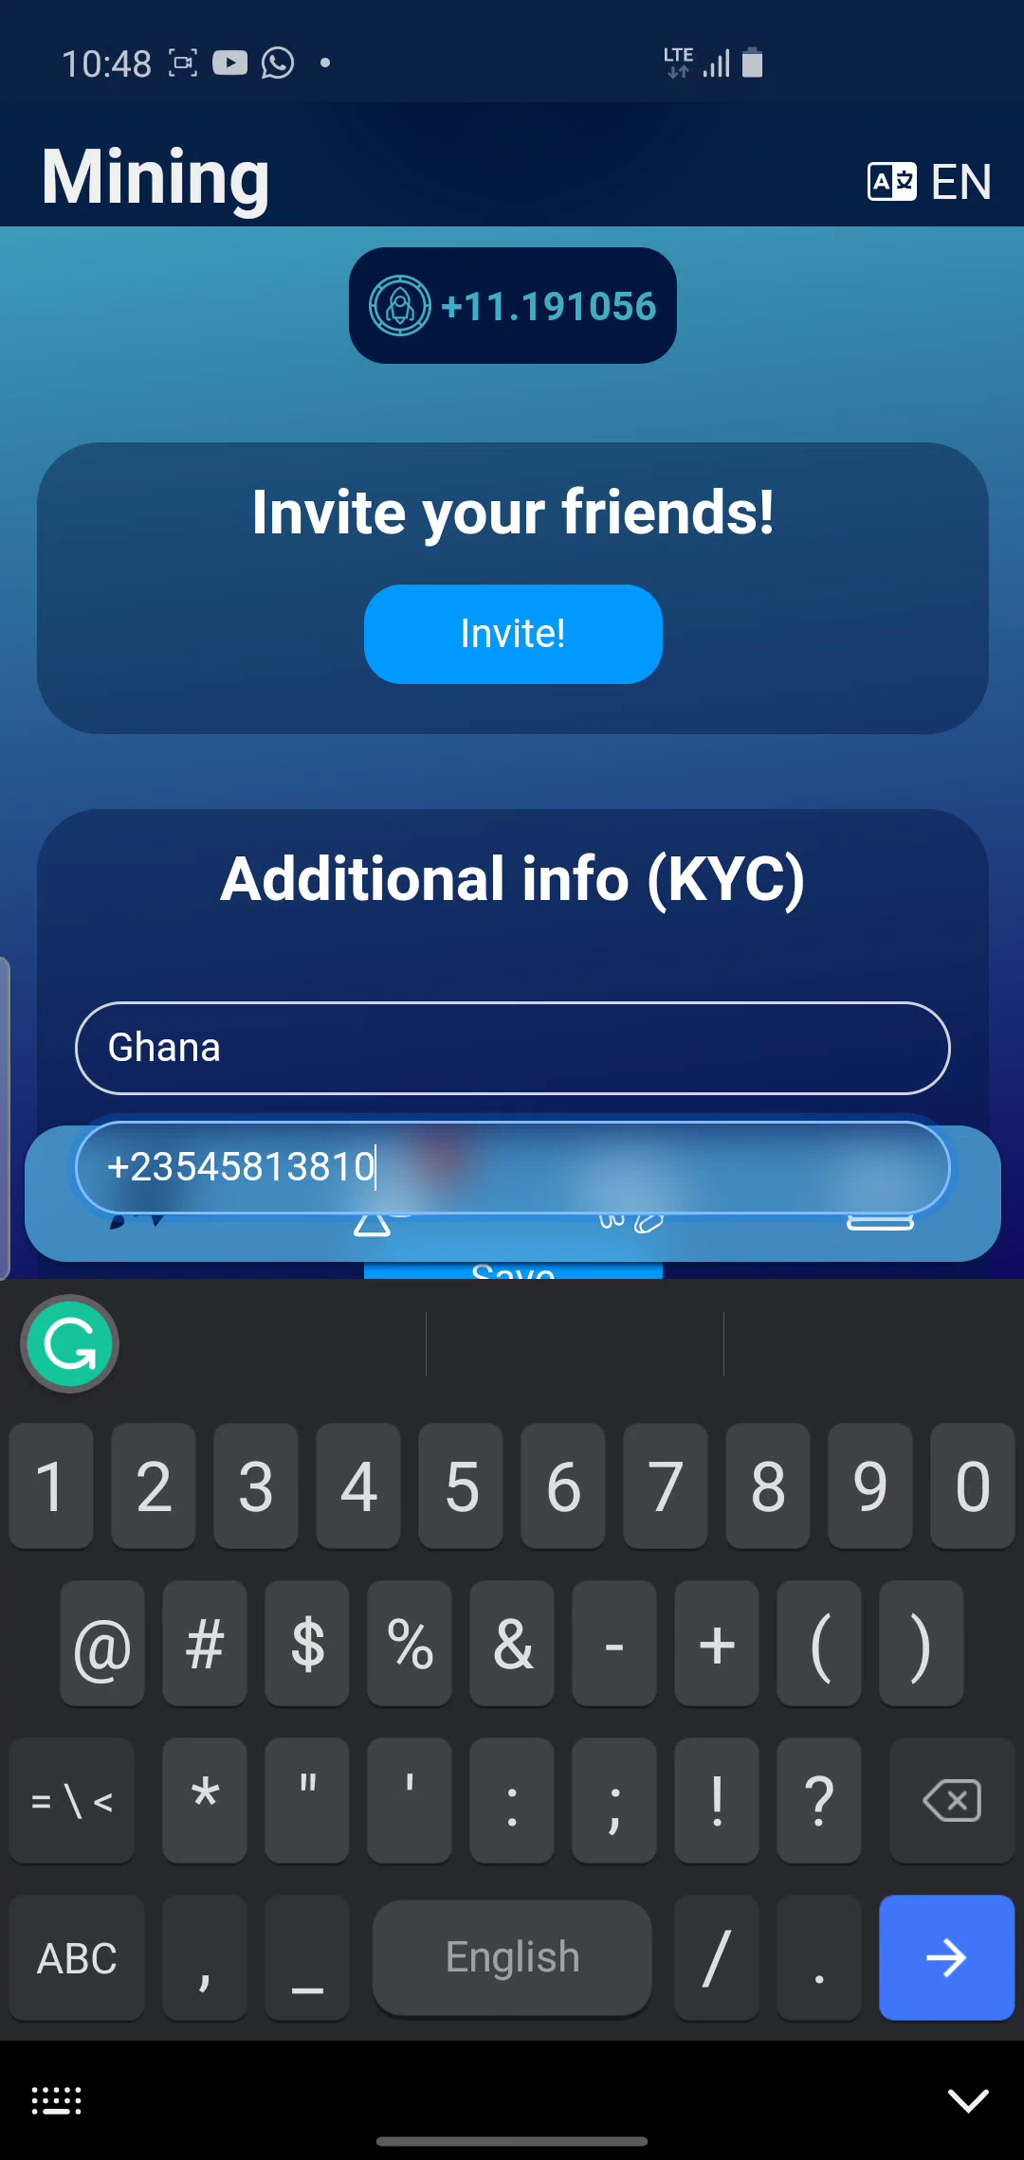 10:48
LTE
Mining
EN
+11.191056
Invite your friends!
Invite!
Additional info (KYC)
Ghana
+23545813810
Save
1 2 3 4 5 6 7 8 9 0
@ # $ % & - + ( )
= \ < * " ' : ; ! ?
ABC , _ English / .